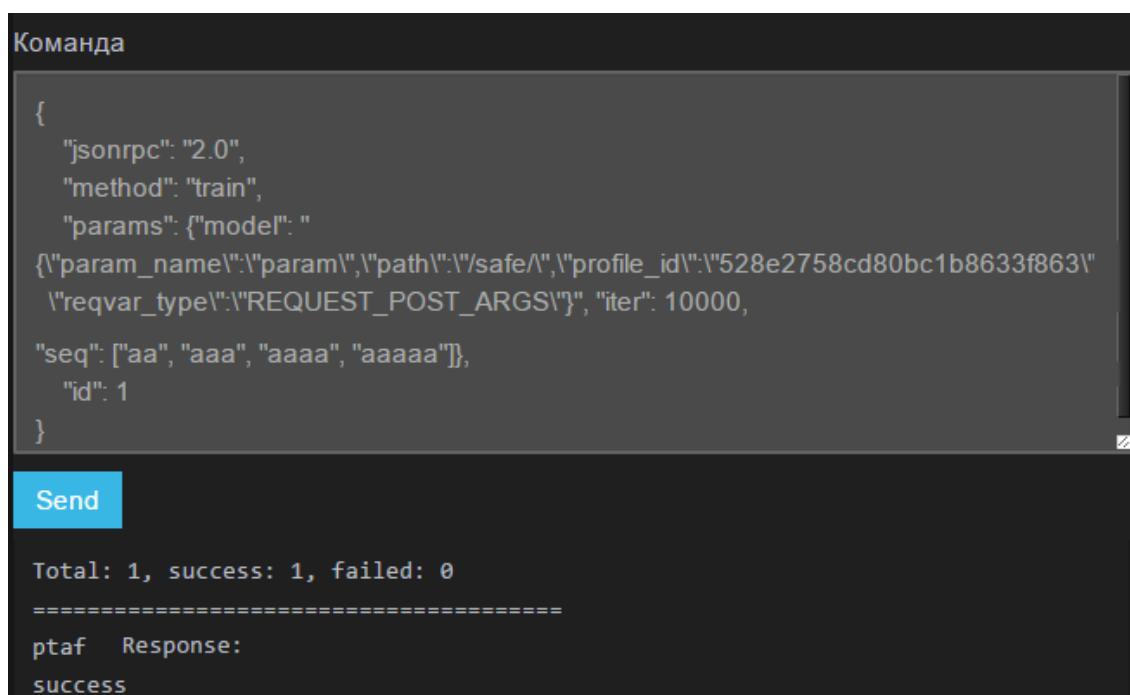 Команда
{
"jsonrpc": "2.0",
"method": "train",
"params": {"model": "
{\"param_name\":\"param\",\"path\":\"/safe/\",\"profile_id\":\"528e2758cd80bc1b8633f863\"
\"reqvar_type\":\"REQUEST_POST_ARGS\"}", "iter": 10000,
"seq": ["aa", "aaa", "aaaa", "aaaaa"]},
"id": 1
}
Send
Total: 1, success: 1, failed: 0
=======================================
ptaf Response:
success